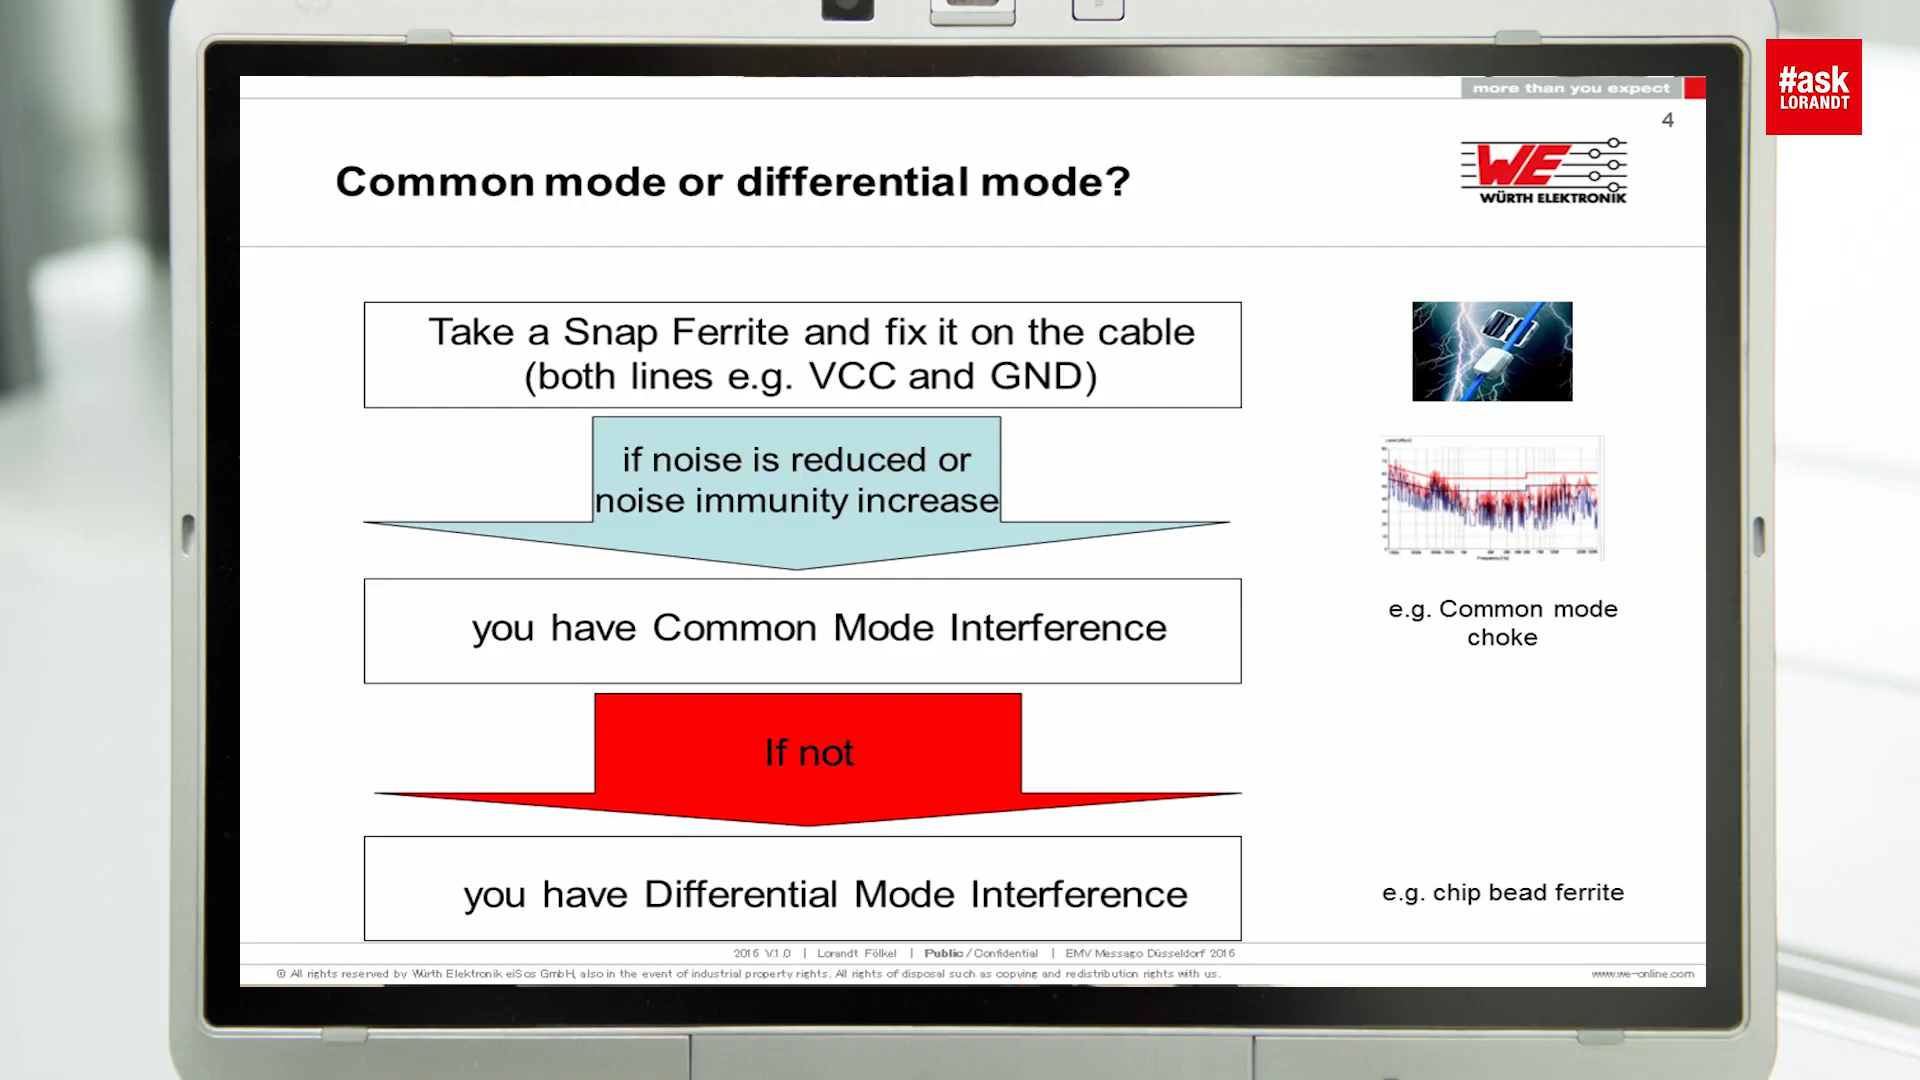 #ask
LORANDT
more than you expect
4
Common mode or differential mode?
WE
WÜRTH ELEKTRONIK
Take a Snap Ferrite and fix it on the cable
(both lines e.g. VCC and GND)
if noise is reduced or
noise immunity increase
you have Common Mode Interference
e.g. Common mode
choke
If not
you have Differential Mode Interference
e.g. chip bead ferrite
2016 V.1.0 | Lorandt Fölkel | Public / Confidential | EMV Messago Düsseldorf 2016
© All rights reserved by Würth Elektronik eiSos GmbH, also in the event of industrial property rights. All rights of disposal such as copying and redistribution rights with us.
www.we-online.com